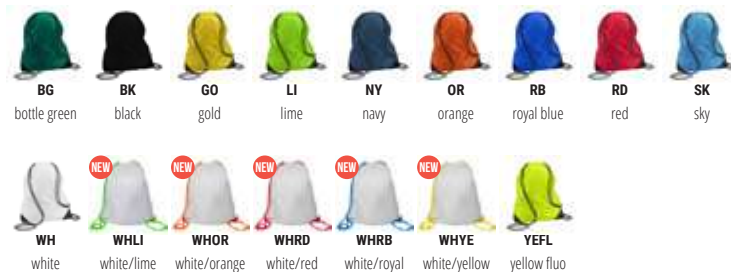 BG BK GO LI NY OR RB RD SK
bottle green black gold lime navy orange royal blue red sky
NEW NEW NEW NEW NEW
WH WHLI WHOR WHRD WHRB WHYE YEFL
white white/lime white/orange white/red white/royal white/yellow yellow fluo